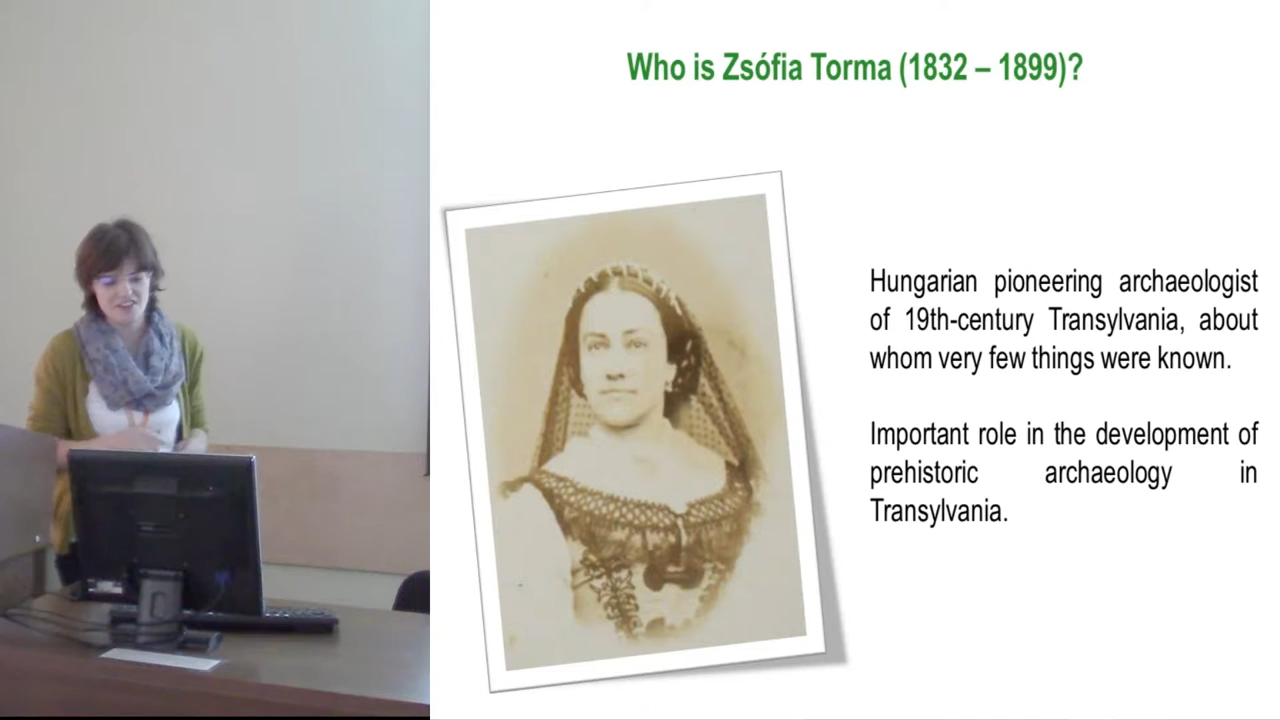 Who is Zsófia Torma (1832 – 1899)?
Hungarian pioneering archaeologist
of 19th-century Transylvania, about
whom very few things were known.
Important role in the development of
prehistoric archaeology in
Transylvania.